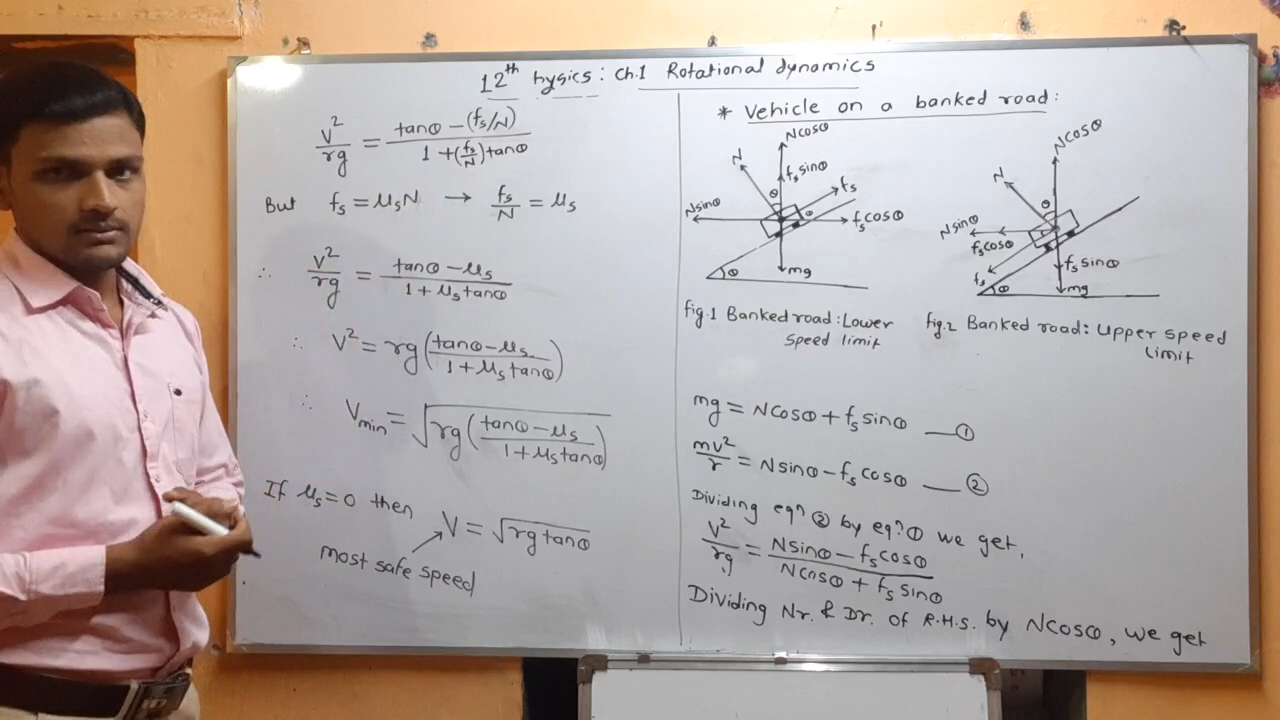 12th hysics : Ch.1 Rotational dynamics
V²/rg = tanθ − (fs/N) / 1 + (fs/N) tanθ
But fs = μsN → fs/N = μs
∴ V²/rg = tanθ − μs / 1 + μs tanθ
∴ V² = rg(tanθ − μs / 1 + μs tanθ)
∴ Vmin = √rg(tanθ − μs / 1 + μs tanθ)
If μs = 0 then V = √rg tanθ
most safe speed
* Vehicle on a banked road :
Ncosθ
N
fs sinθ
θ
fs
Nsinθ
θ
fs cosθ
θ
mg
fig.1 Banked road : Lower
speed limit
Ncosθ
N
θ
Nsinθ
fs cosθ
fs
fs sinθ
θ
mg
fig.2 Banked road : Upper speed
limit
mg = Ncosθ + fs sinθ — ①
mv²/r = Nsinθ − fs cosθ — ②
Dividing eqn ② by eqn ① we get,
V²/rg = Nsinθ − fs cosθ / Ncosθ + fs sinθ
Dividing Nr. & Dr. of R.H.S. by Ncosθ, we get